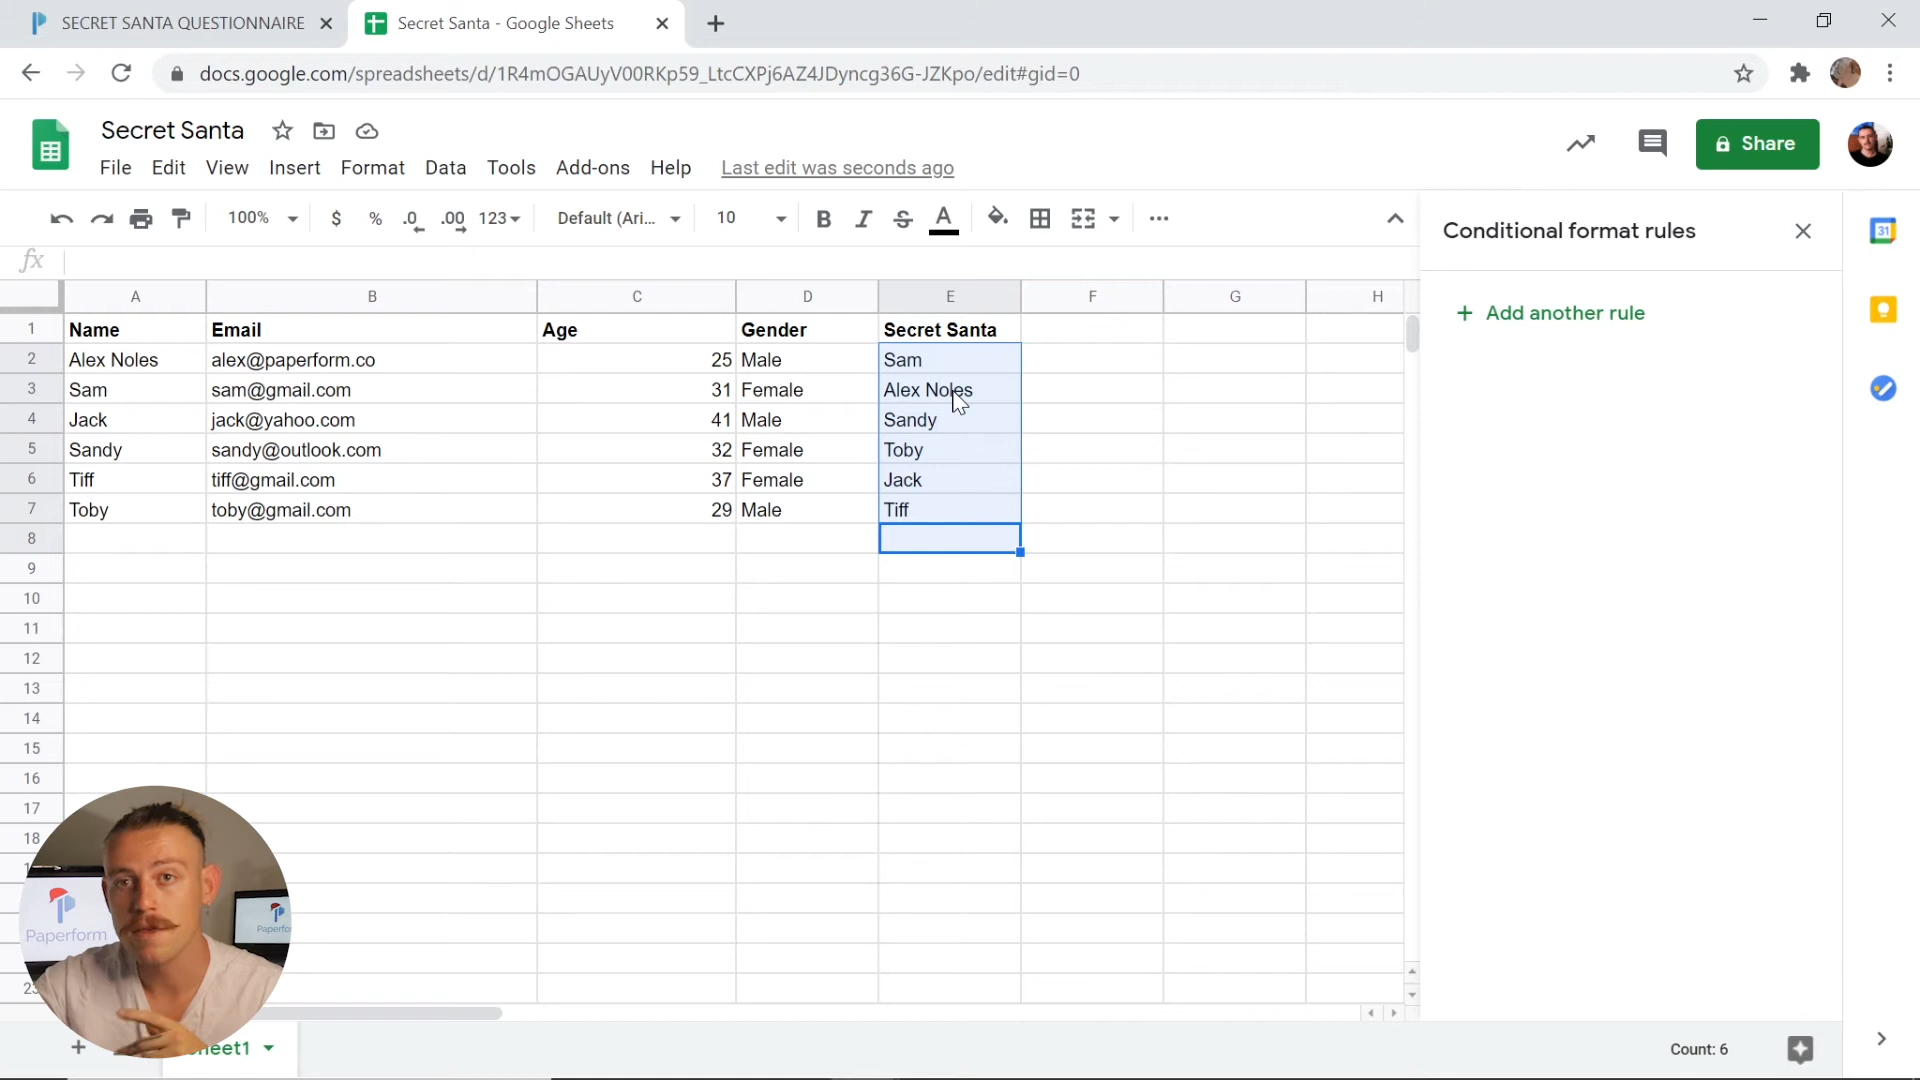 SECRET SANTA QUESTIONNAIRE
Secret Santa - Google Sheets
docs.google.com/spreadsheets/d/1R4mOGAUyV00RKp59_LtcCXPj6AZ4JDyncg36G-JZKpo/edit#gid=0
Secret Santa
Share
File Edit View Insert Format Data Tools Add-ons Help Last edit was seconds ago
100% $ % .0 .00 123 Default (Ari... 10 B I S A ...
Conditional format rules
31
fx
A B C D E F G H
+ Add another rule
1 Name Email Age Gender Secret Santa
2 Alex Noles alex@paperform.co 25 Male Sam
3 Sam sam@gmail.com 31 Female Alex Noles
4 Jack jack@yahoo.com 41 Male Sandy
5 Sandy sandy@outlook.com 32 Female Toby
6 Tiff tiff@gmail.com 37 Female Jack
7 Toby toby@gmail.com 29 Male Tiff
8
9
10
11
12
13
14
15
16
17
18
Paperform
Count: 6